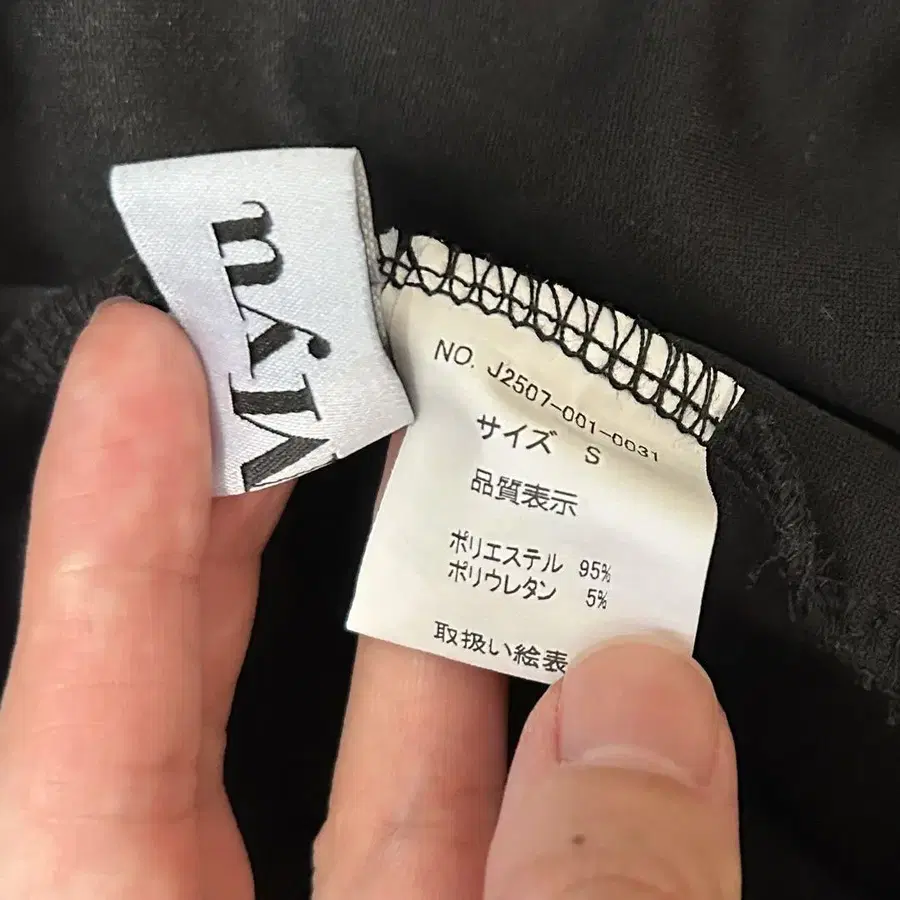 NO. J2507-001-0031
サイズ S
品質表示
ポリエステル 95%
ポリウレタン 5%
取扱い絵表